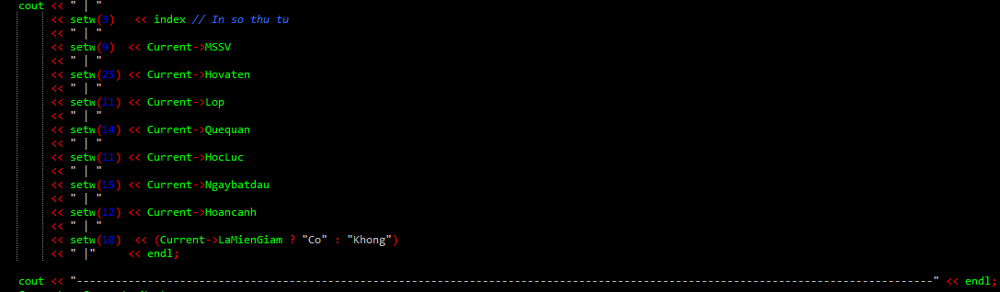 cout << " | "
<< setw(3) << index // In so thu tu
<< " | "
<< setw(9) << Current->MSSV
<< " | "
<< setw(25) << Current->Hovaten
<< " | "
<< setw(11) << Current->Lop
<< " | "
<< setw(14) << Current->Quequan
<< " | "
<< setw(11) << Current->HocLuc
<< " | "
<< setw(15) << Current->Ngaybatdau
<< " | "
<< setw(12) << Current->Hoancanh
<< " | "
<< setw(10) << (Current->LaMienGiam ? "Co" : "Khong")
<< " |" << endl;
cout << "-------------------------------------------------------------------------------------------------------------------------------------" << endl;